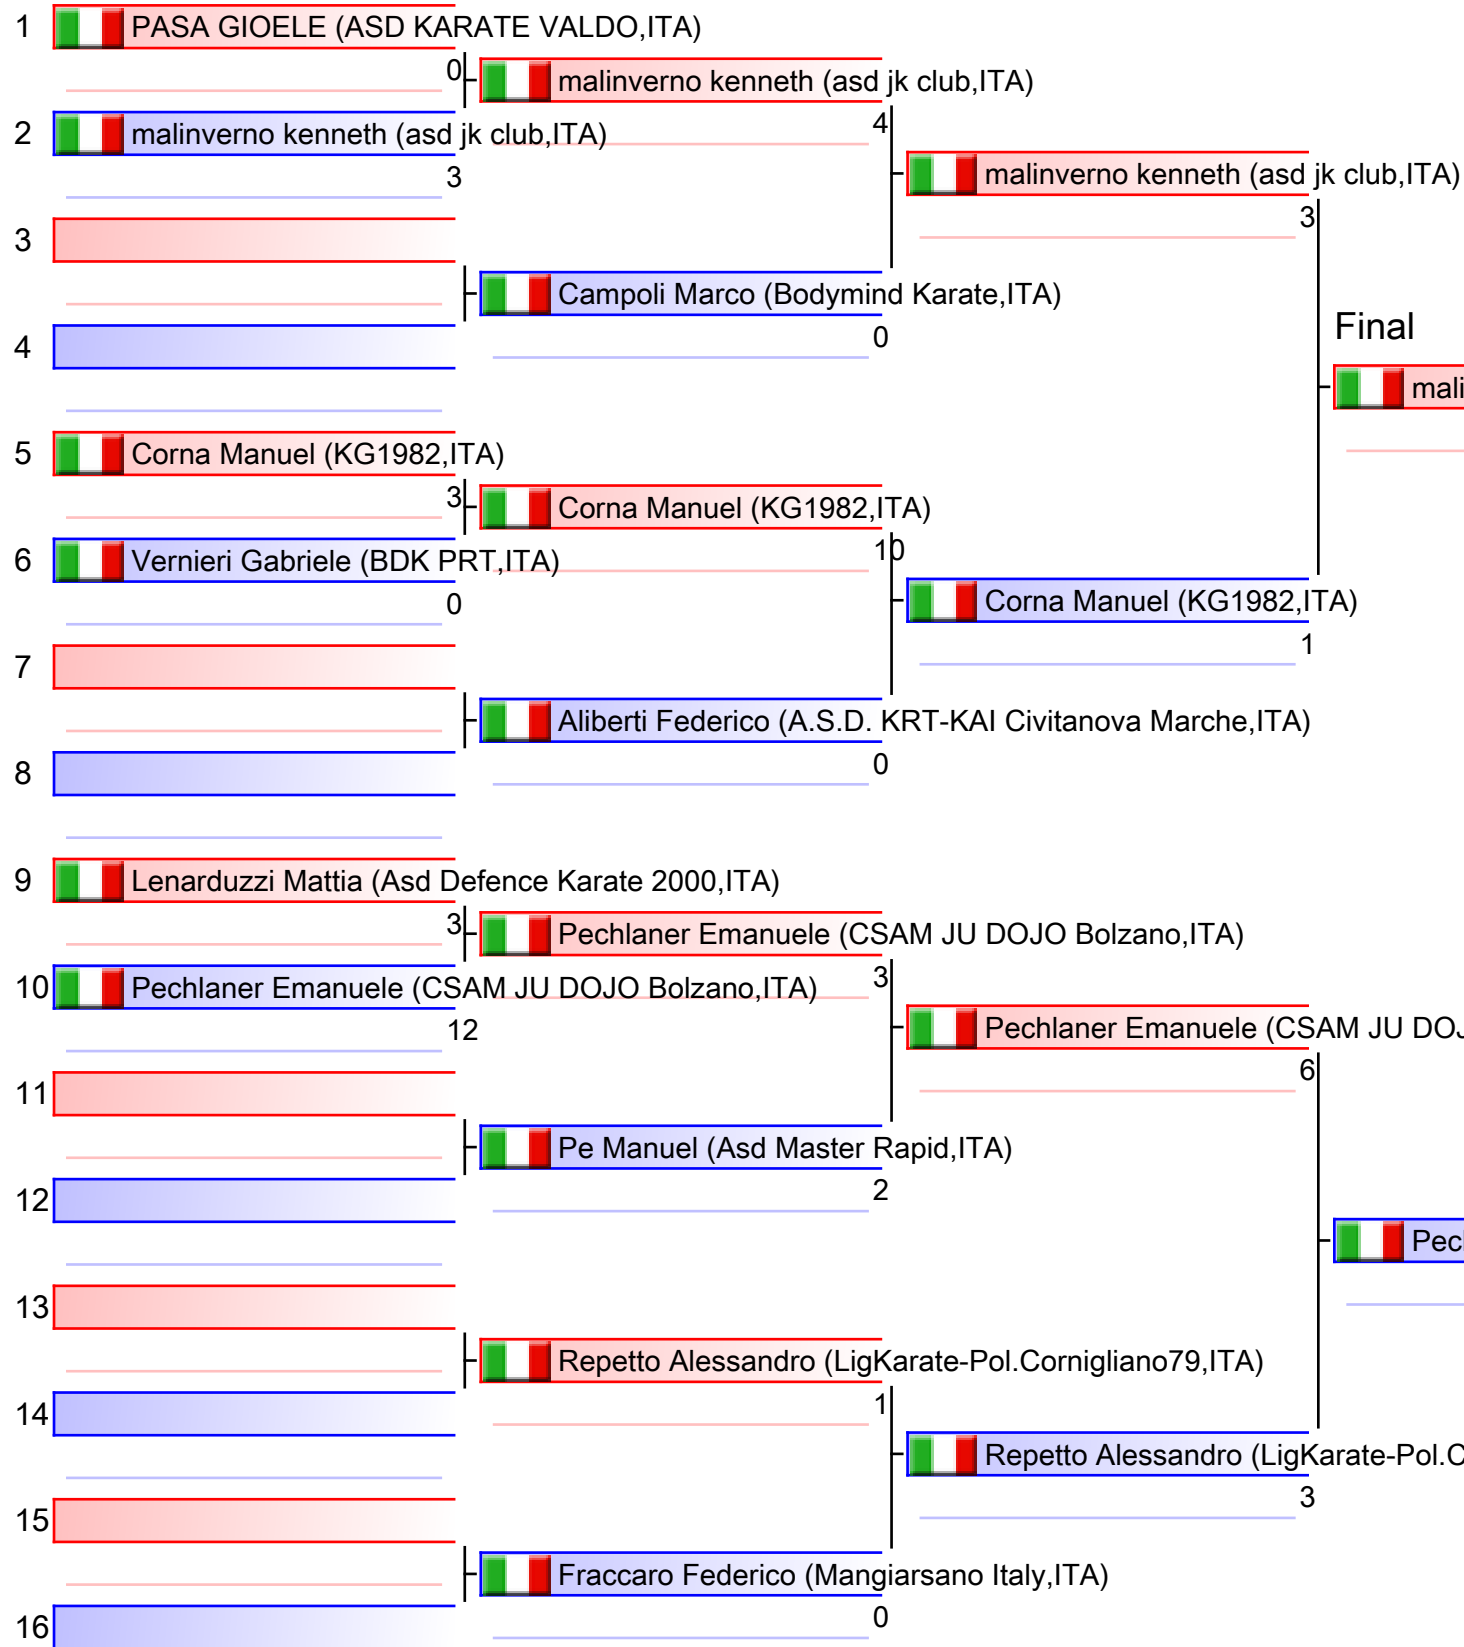 1 PASA GIOELE (ASD KARATE VALDO,ITA)
0
malinverno kenneth (asd jk club,ITA)
4
2 malinverno kenneth (asd jk club,ITA)
3
malinverno kenneth (asd jk club,ITA)
3
3
Campoli Marco (Bodymind Karate,ITA)
0
4
Final
mali
5 Corna Manuel (KG1982,ITA)
3
Corna Manuel (KG1982,ITA)
10
6 Vernieri Gabriele (BDK PRT,ITA)
0
Corna Manuel (KG1982,ITA)
1
7
Aliberti Federico (A.S.D. KRT-KAI Civitanova Marche,ITA)
0
8
9 Lenarduzzi Mattia (Asd Defence Karate 2000,ITA)
3
Pechlaner Emanuele (CSAM JU DOJO Bolzano,ITA)
3
10 Pechlaner Emanuele (CSAM JU DOJO Bolzano,ITA)
12
Pechlaner Emanuele (CSAM JU DOJ
6
11
Pe Manuel (Asd Master Rapid,ITA)
2
12
Pecl
13
Repetto Alessandro (LigKarate-Pol.Cornigliano79,ITA)
1
14
Repetto Alessandro (LigKarate-Pol.C
3
15
Fraccaro Federico (Mangiarsano Italy,ITA)
0
16